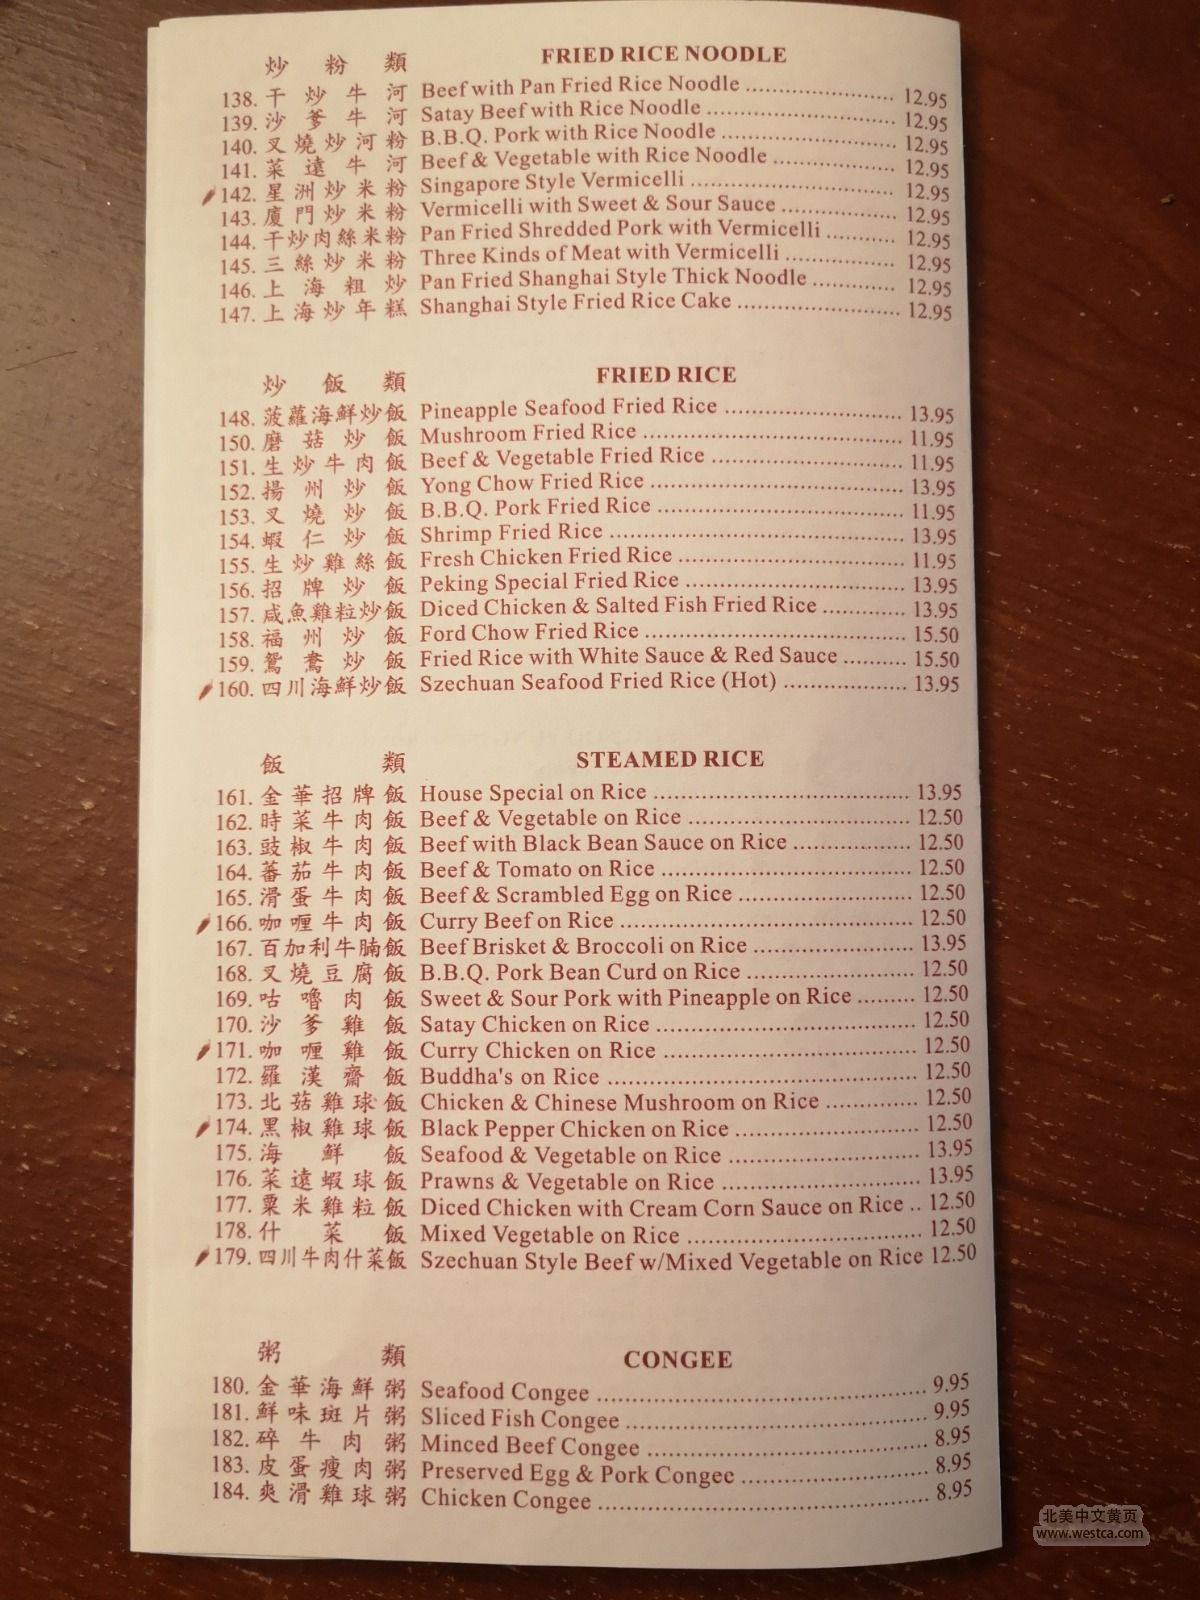 炒粉類 FRIED RICE NOODLE
138. 干炒牛河 Beef with Pan Fried Rice Noodle 12.95
139. 沙爹牛河 Satay Beef with Rice Noodle 12.95
140. 叉燒炒河粉 B.B.Q. Pork with Rice Noodle 12.95
141. 菜遠牛河 Beef & Vegetable with Rice Noodle 12.95
142. 星洲炒米粉 Singapore Style Vermicelli 12.95
143. 廈門炒米粉 Vermicelli with Sweet & Sour Sauce 12.95
144. 干炒肉絲米粉 Pan Fried Shredded Pork with Vermicelli 12.95
145. 三絲炒米粉 Three Kinds of Meat with Vermicelli 12.95
146. 上海粗炒 Pan Fried Shanghai Style Thick Noodle 12.95
147. 上海炒年糕 Shanghai Style Fried Rice Cake 12.95
炒飯類 FRIED RICE
148. 菠蘿海鮮炒飯 Pineapple Seafood Fried Rice 13.95
150. 磨菇炒飯 Mushroom Fried Rice 11.95
151. 生炒牛肉飯 Beef & Vegetable Fried Rice 11.95
152. 揚州炒飯 Yong Chow Fried Rice 13.95
153. 叉燒炒飯 B.B.Q. Pork Fried Rice 11.95
154. 蝦仁炒飯 Shrimp Fried Rice 13.95
155. 生炒雞絲飯 Fresh Chicken Fried Rice 11.95
156. 招牌炒飯 Peking Special Fried Rice 13.95
157. 咸魚雞粒炒飯 Diced Chicken & Salted Fish Fried Rice 13.95
158. 福州炒飯 Ford Chow Fried Rice 15.50
159. 鴛鴦炒飯 Fried Rice with White Sauce & Red Sauce 15.50
160. 四川海鮮炒飯 Szechuan Seafood Fried Rice (Hot) 13.95
飯類 STEAMED RICE
161. 金華招牌飯 House Special on Rice 13.95
162. 時菜牛肉飯 Beef & Vegetable on Rice 12.50
163. 豉椒牛肉飯 Beef with Black Bean Sauce on Rice 12.50
164. 蕃茄牛肉飯 Beef & Tomato on Rice 12.50
165. 滑蛋牛肉飯 Beef & Scrambled Egg on Rice 12.50
166. 咖喱牛肉飯 Curry Beef on Rice 12.50
167. 百加利牛腩飯 Beef Brisket & Broccoli on Rice 13.95
168. 叉燒豆腐飯 B.B.Q. Pork Bean Curd on Rice 12.50
169. 咕嚕肉飯 Sweet & Sour Pork with Pineapple on Rice 12.50
170. 沙爹雞飯 Satay Chicken on Rice 12.50
171. 咖喱雞飯 Curry Chicken on Rice 12.50
172. 羅漢齋飯 Buddha's on Rice 12.50
173. 北菇雞球飯 Chicken & Chinese Mushroom on Rice 12.50
174. 黑椒雞球飯 Black Pepper Chicken on Rice 12.50
175. 海鮮飯 Seafood & Vegetable on Rice 13.95
176. 菜遠蝦球飯 Prawns & Vegetable on Rice 13.95
177. 粟米雞粒飯 Diced Chicken with Cream Corn Sauce on Rice .. 12.50
178. 什菜飯 Mixed Vegetable on Rice 12.50
179. 四川牛肉什菜飯 Szechuan Style Beef w/Mixed Vegetable on Rice 12.50
粥類 CONGEE
180. 金華海鮮粥 Seafood Congee 9.95
181. 鮮味斑片粥 Sliced Fish Congee 9.95
182. 碎牛肉粥 Minced Beef Congee 8.95
183. 皮蛋瘦肉粥 Preserved Egg & Pork Congee 8.95
184. 爽滑雞球粥 Chicken Congee 8.95
北美中文黄页
www.westca.com